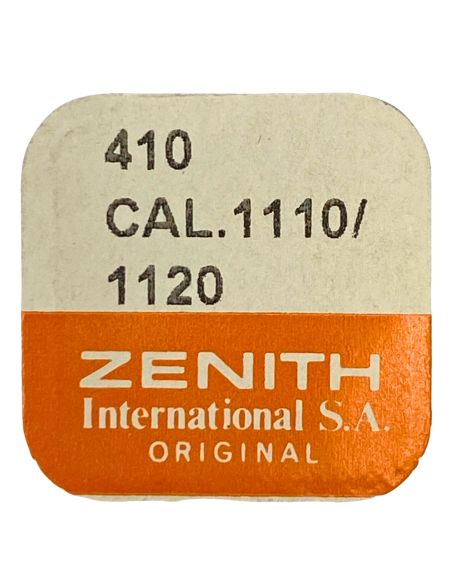 410
CAL.1110/
1120
ZENITH
International S.A.
ORIGINAL